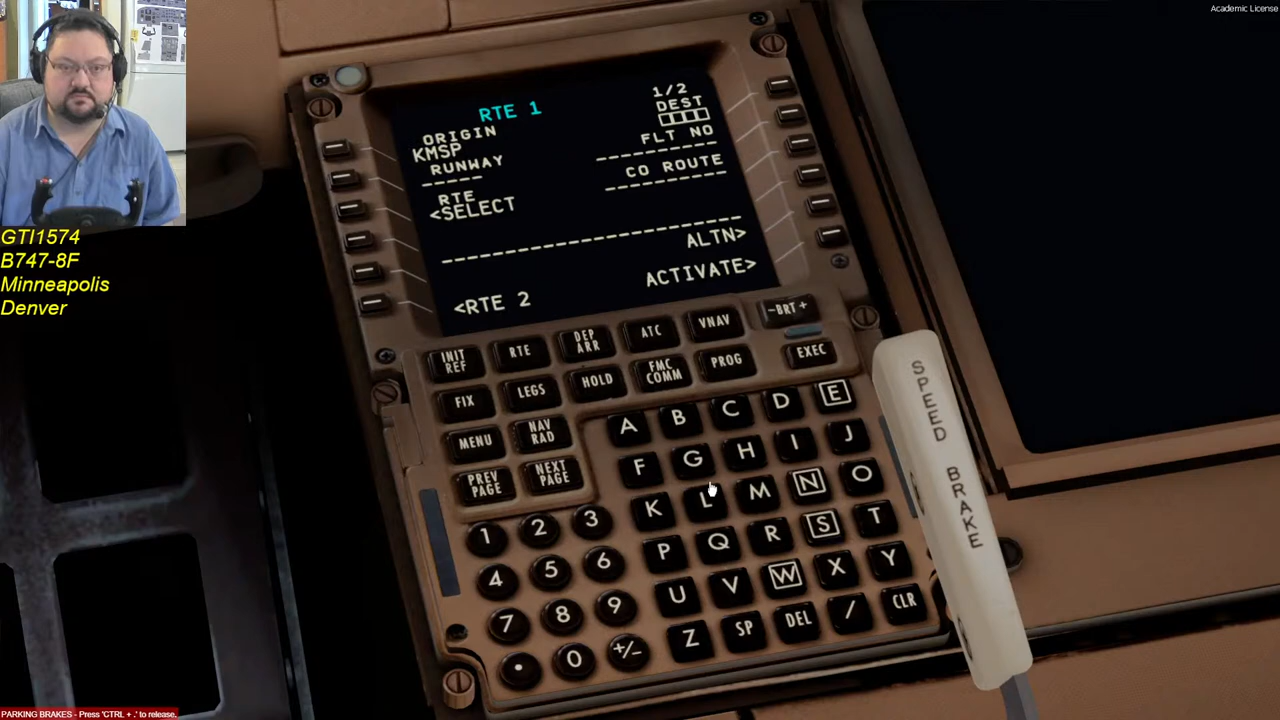 Academic License
GTI1574
B747-8F
Minneapolis
Denver
RTE 1
1/2
ORIGIN
DEST
KMSP
RUNWAY
FLT NO
-----
CO ROUTE
RTE
<SELECT
ALTN>
<RTE 2
ACTIVATE>
INIT REF
RTE
DEP ARR
ATC
VNAV
-BRT+
FIX
LEGS
HOLD
FMC COMM
PROG
EXEC
MENU
NAV RAD
PREV PAGE
NEXT PAGE
A B C D E
F G H I J
K L M N O
P Q R S T
U V W X Y
Z SP DEL / CLR
1 2 3
4 5 6
7 8 9
. 0 +/-
SPEED BRAKE
PARKING BRAKES - Press 'CTRL + .' to release.